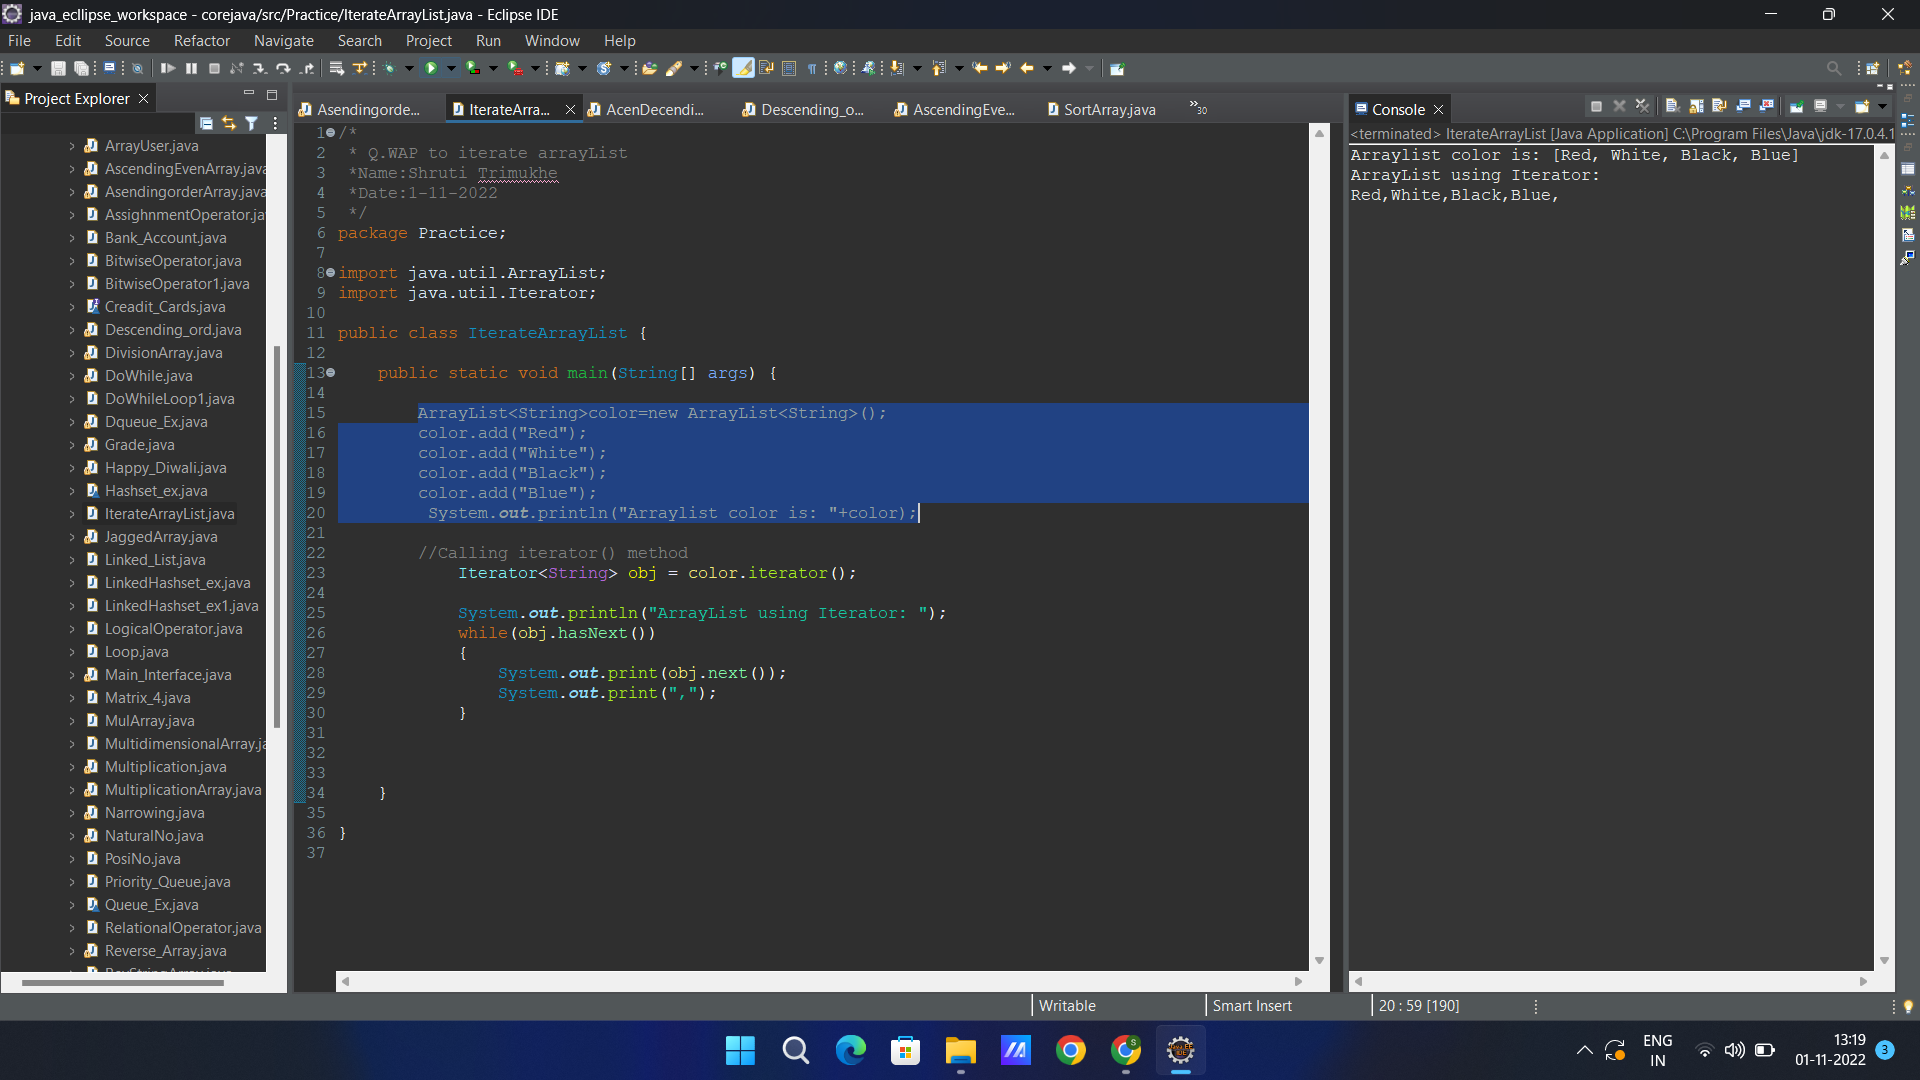 java_ecllipse_workspace - corejava/src/Practice/IterateArrayList.java - Eclipse IDE
File Edit Source Refactor Navigate Search Project Run Window Help
Project Explorer
ArrayUser.java
AscendingEvenArray.java
AsendingorderArray.java
AssighnmentOperator.ja
Bank_Account.java
BitwiseOperator.java
BitwiseOperator1.java
Creadit_Cards.java
Descending_ord.java
DivisionArray.java
DoWhile.java
DoWhileLoop1.java
Dqueue_Ex.java
Grade.java
Happy_Diwali.java
Hashset_ex.java
IterateArrayList.java
JaggedArray.java
Linked_List.java
LinkedHashset_ex.java
LinkedHashset_ex1.java
LogicalOperator.java
Loop.java
Main_Interface.java
Matrix_4.java
MulArray.java
MultidimensionalArray.ja
Multiplication.java
MultiplicationArray.java
Narrowing.java
NaturalNo.java
PosiNo.java
Priority_Queue.java
Queue_Ex.java
RelationalOperator.java
Reverse_Array.java
Asendingorde... IterateArra... AcenDecendi... Descending_o... AscendingEve... SortArray.java »30
1 /*
2 * Q.WAP to iterate arrayList
3 *Name:Shruti Trimukhe
4 *Date:1-11-2022
5 */
6 package Practice;
7
8 import java.util.ArrayList;
9 import java.util.Iterator;
10
11 public class IterateArrayList {
12
13 public static void main(String[] args) {
14
15 ArrayList<String>color=new ArrayList<String>();
16 color.add("Red");
17 color.add("White");
18 color.add("Black");
19 color.add("Blue");
20 System.out.println("Arraylist color is: "+color);
21
22 //Calling iterator() method
23 Iterator<String> obj = color.iterator();
24
25 System.out.println("ArrayList using Iterator: ");
26 while(obj.hasNext())
27 {
28 System.out.print(obj.next());
29 System.out.print(",");
30 }
31
32
33
34 }
35
36 }
37
Console
<terminated> IterateArrayList [Java Application] C:\Program Files\Java\jdk-17.0.4.1
Arraylist color is: [Red, White, Black, Blue]
ArrayList using Iterator:
Red,White,Black,Blue,
Writable Smart Insert 20 : 59 [190]
ENG
IN
13:19
01-11-2022
3